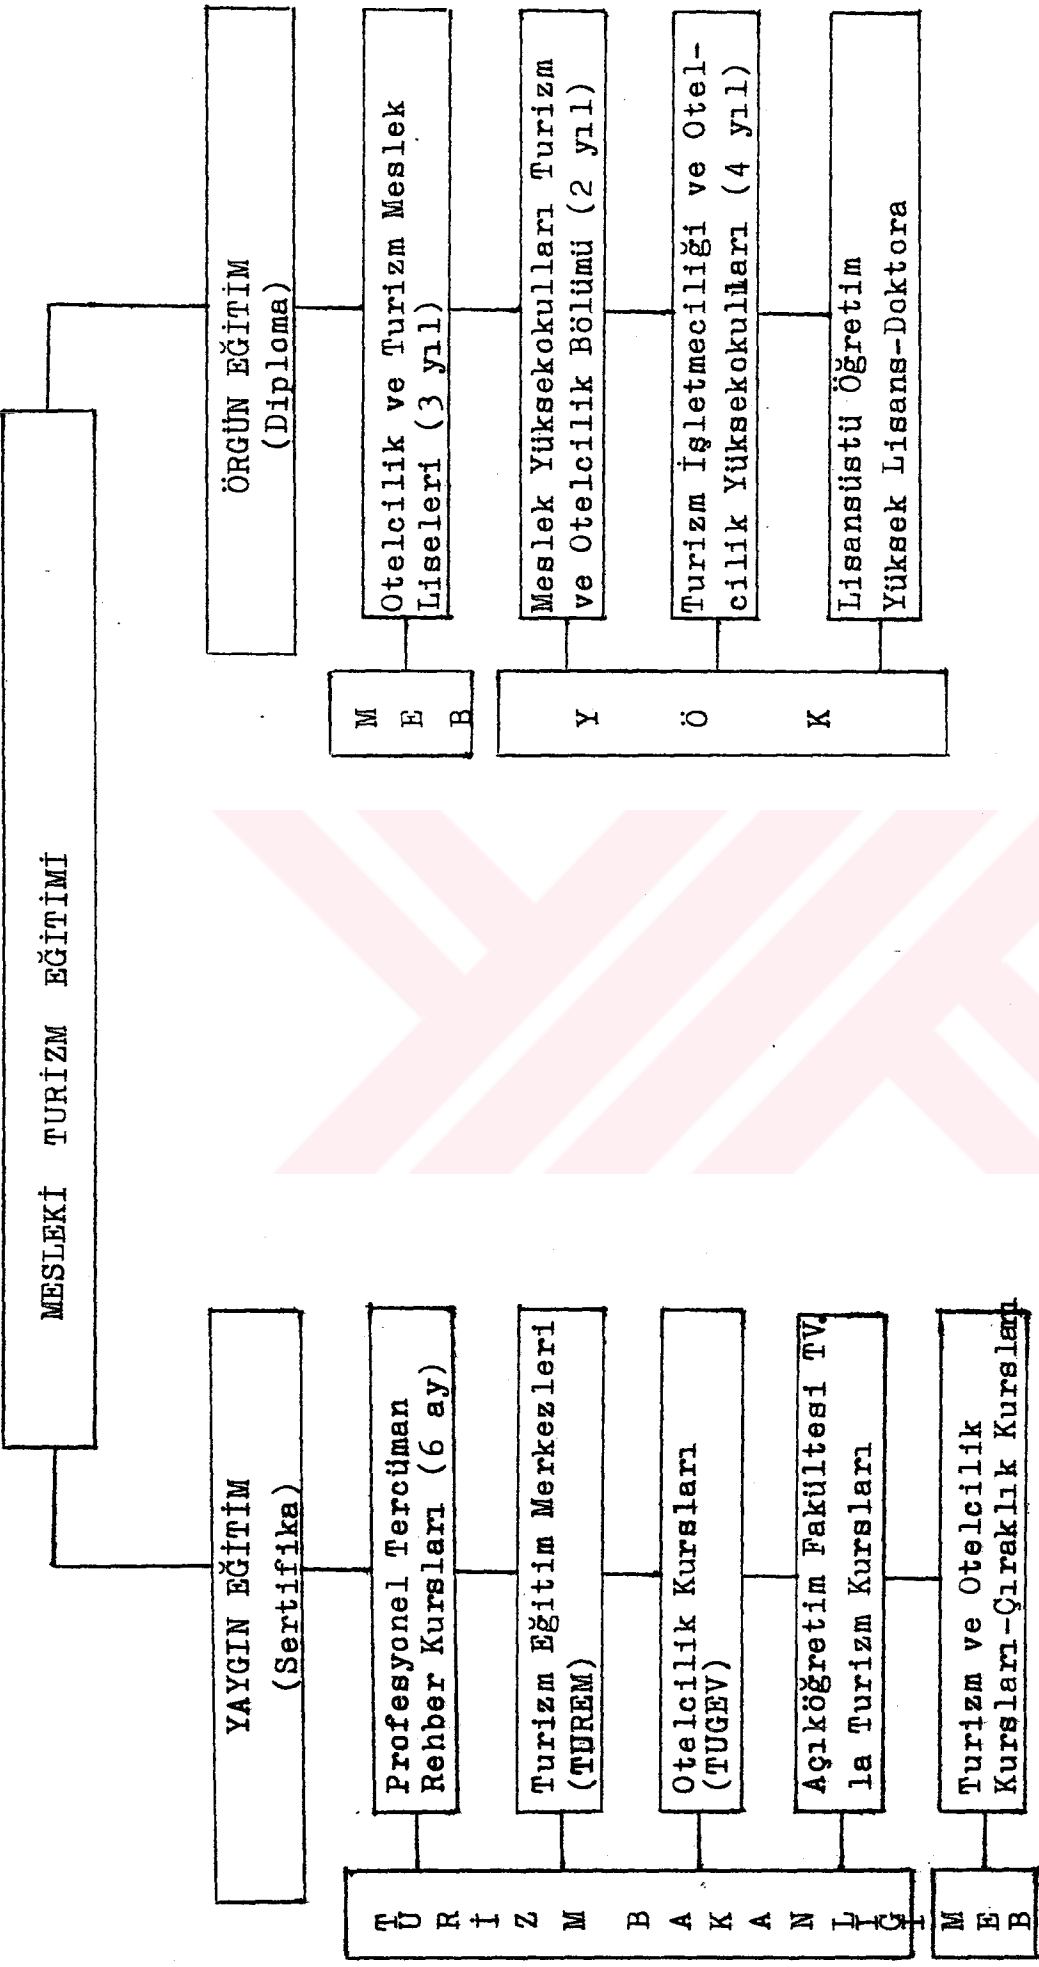 MESLEKİ TURİZM EĞİTİMİ
YAYGIN EĞİTİM
(Sertifika)
TURİZM BAKANLIĞI
Profesyonel Tercüman
Rehber Kursları (6 ay)
Turizm Eğitim Merkezleri
(TUREM)
Otelcilik Kursları
(TUGEV)
Açıköğretim Fakültesi TV.
la Turizm Kursları
MEB
Turizm ve Otelcilik
Kursları-Çıraklık Kursları
ÖRGÜN EĞİTİM
(Diploma)
MEB
Otelcilik ve Turizm Meslek
Liseleri (3 yıl)
YÖK
Meslek Yüksekokulları Turizm
ve Otelcilik Bölümü (2 yıl)
Turizm İşletmeciliği ve Otel-
cilik Yüksekokulları (4 yıl)
Lisansüstü Öğretim
Yüksek Lisans-Doktora